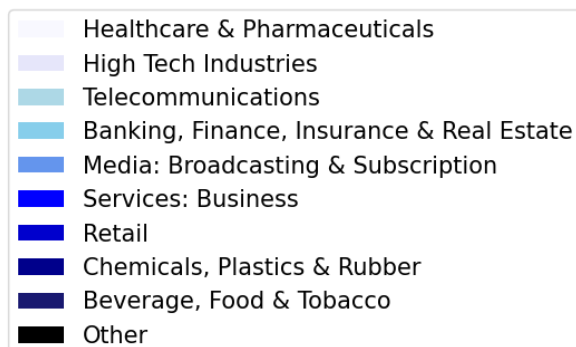 Healthcare & Pharmaceuticals
High Tech Industries
Telecommunications
Banking, Finance, Insurance & Real Estate
Media: Broadcasting & Subscription
Services: Business
Retail
Chemicals, Plastics & Rubber
Beverage, Food & Tobacco
Other